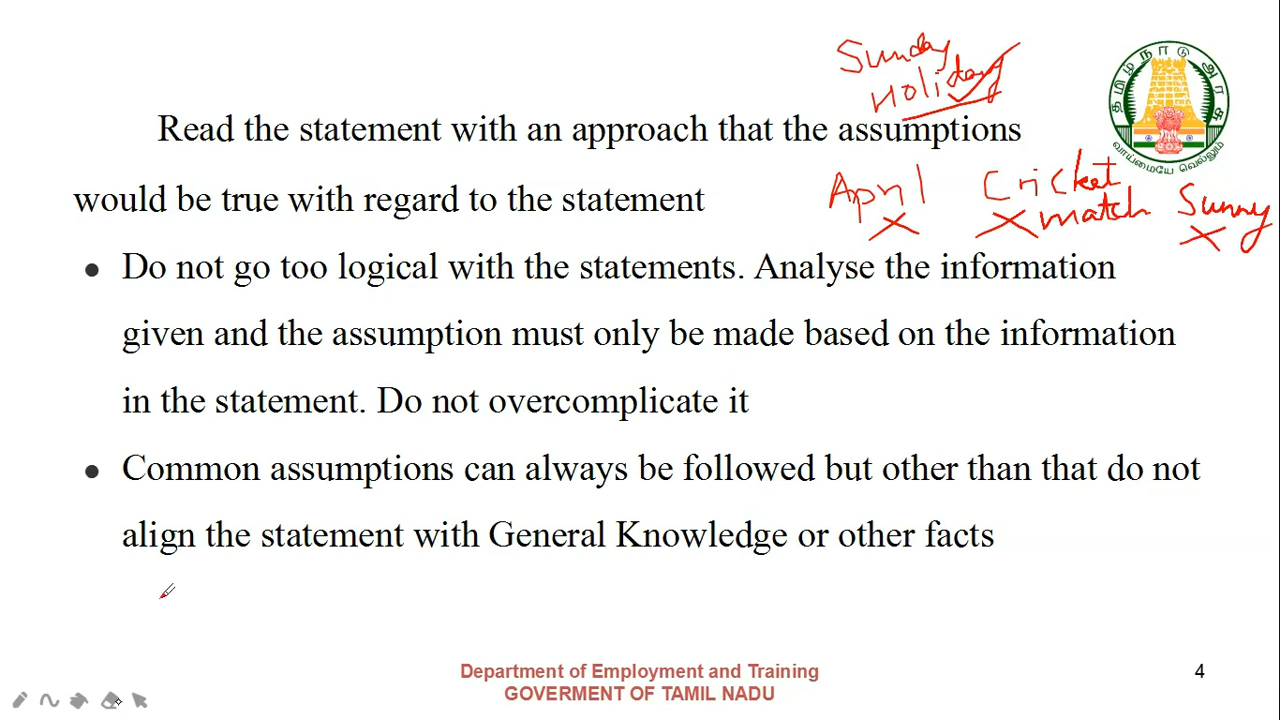 Sunday
Holiday
Read the statement with an approach that the assumptions
would be true with regard to the statement
April
Cricket
match
Sunny
தமிழ்நாடு அரசு
வாய்மையே வெல்லும்
● Do not go too logical with the statements. Analyse the information
given and the assumption must only be made based on the information
in the statement. Do not overcomplicate it
● Common assumptions can always be followed but other than that do not
align the statement with General Knowledge or other facts
Department of Employment and Training
GOVERMENT OF TAMIL NADU
4